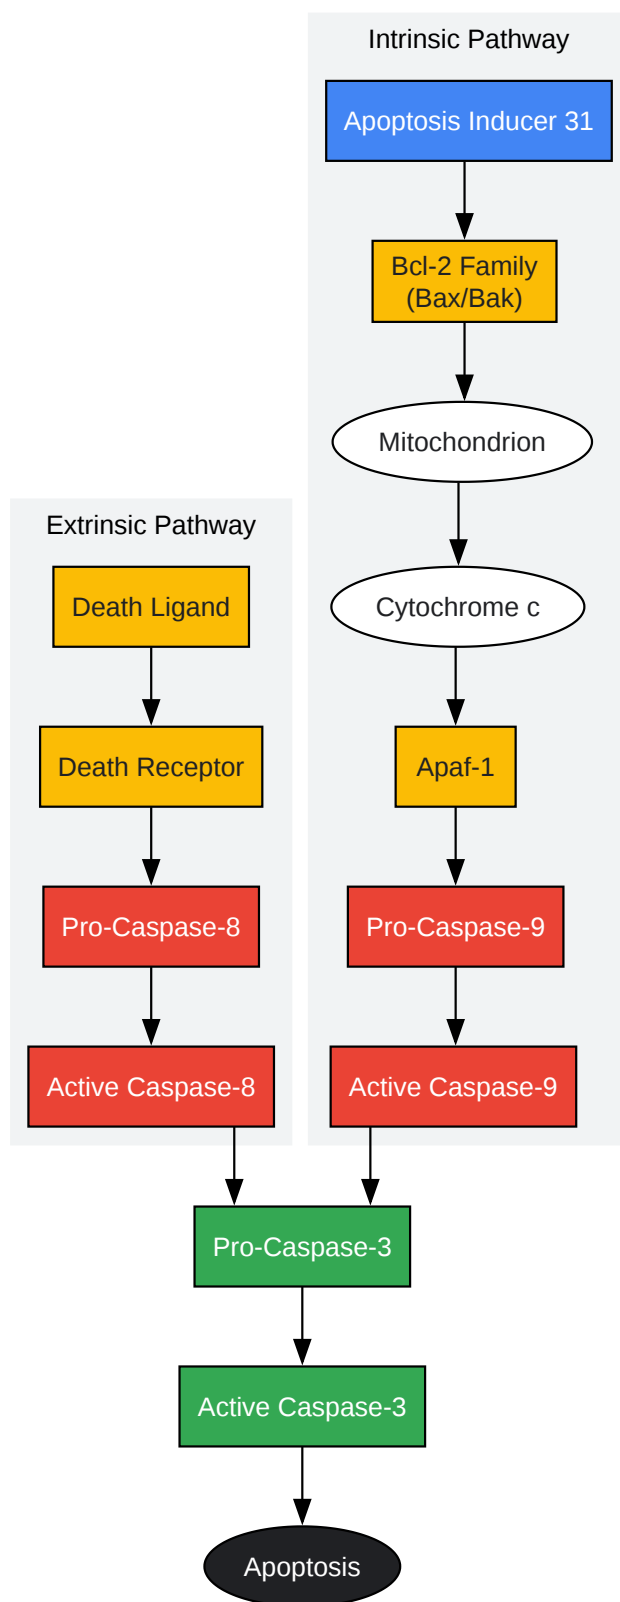 Intrinsic Pathway
Apoptosis Inducer 31
Bcl-2 Family
(Bax/Bak)
Mitochondrion
Cytochrome c
Apaf-1
Pro-Caspase-9
Active Caspase-9
Extrinsic Pathway
Death Ligand
Death Receptor
Pro-Caspase-8
Active Caspase-8
Pro-Caspase-3
Active Caspase-3
Apoptosis